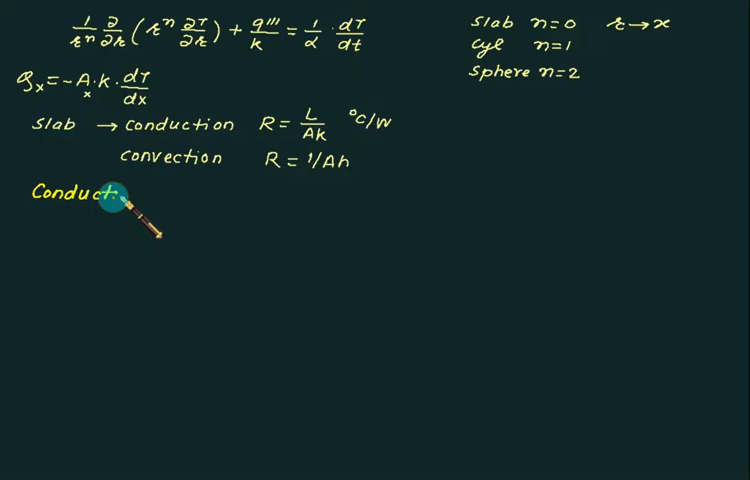 1/r^n ∂/∂r (r^n ∂T/∂r) + q'''/k = 1/α · dT/dt
slab n=0 r→x
cyl n=1
sphere n=2
Q_x = -A_x · k · dT/dx
slab → conduction R = L/Ak °C/W
convection R = 1/Ah
Conduct